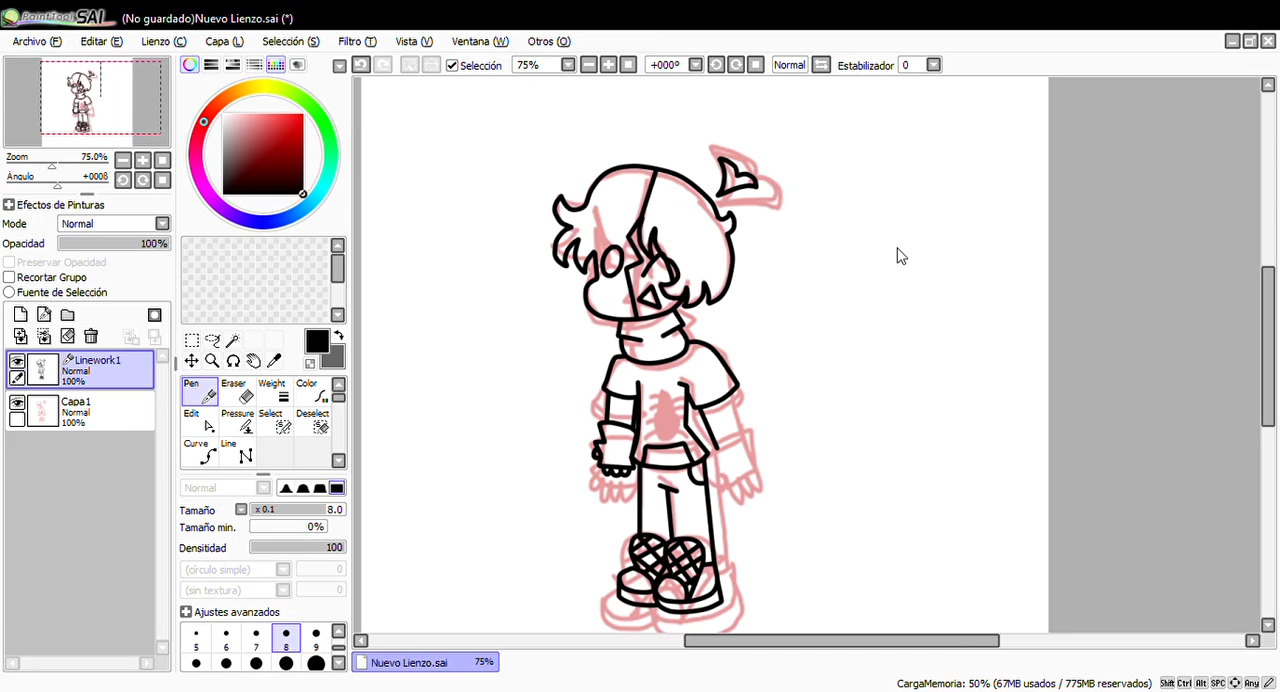 PaintTool SAI (No guardado)Nuevo Lienzo.sai (*)
Archivo (F) Editar (E) Lienzo (C) Capa (L) Selección (S) Filtro (T) Vista (V) Ventana (W) Otros (O)
Selección 75% +000º Normal Estabilizador 0
Zoom 75.0%
Ángulo +000ß
Efectos de Pinturas
Mode Normal
Opacidad 100%
Preservar Opacidad
Recortar Grupo
Fuente de Selección
Linework1
Normal
100%
Capa1
Normal
100%
Pen Eraser Weight Color
Edit Pressure Select Deselect
Curve Line
Normal
Tamaño x 0.1 8.0
Tamaño min. 0%
Densitidad 100
(círculo simple) 0
(sin textura) 0
Ajustes avanzados
5 6 7 8 9
Nuevo Lienzo.sai 75%
CargaMemoria: 50% (67MB usados / 775MB reservados) Shift Ctrl Alt SPC Any